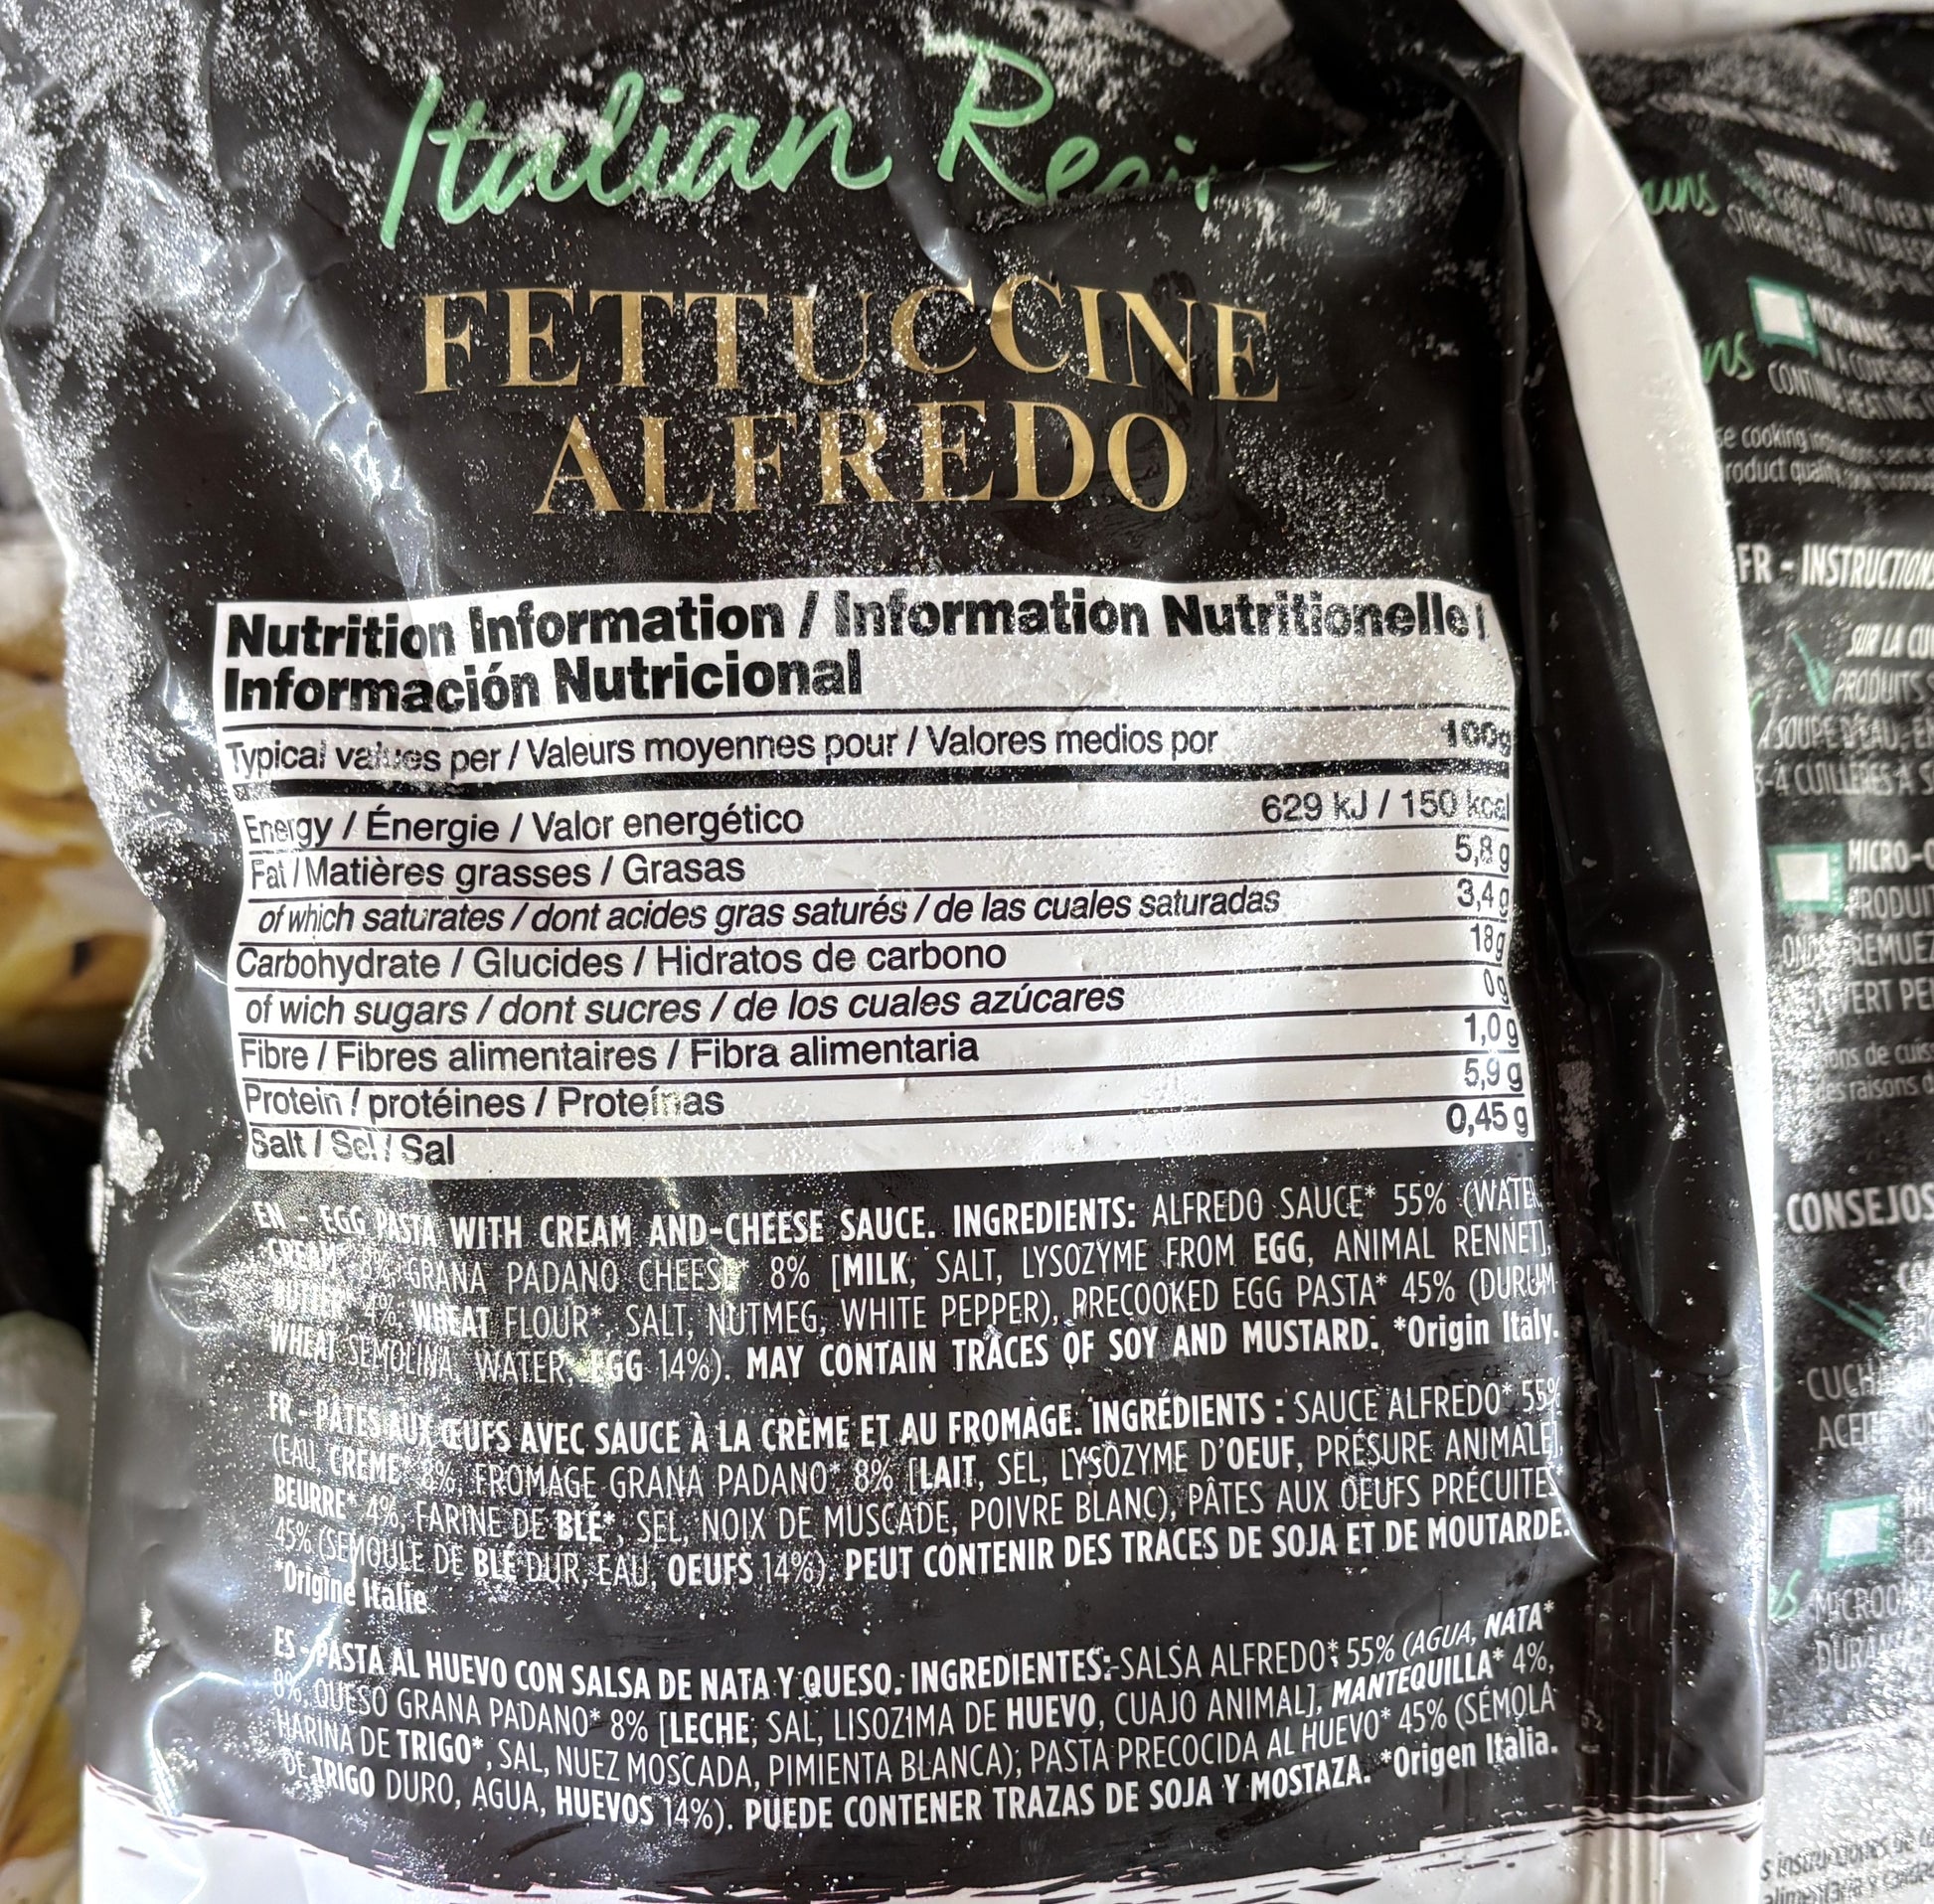 Italian
FETTUCCINE
ALFREDO
Nutrition Information / Information Nutritionelle /
Información Nutricional
Typical values per / Valeurs moyennes pour / Valores medios por 100g
Energy / Énergie / Valor energético 629 kJ / 150 kcal
Fat / Matières grasses / Grasas 5,8 g
of which saturates / dont acides gras saturés / de las cuales saturadas 3,4g
Carbohydrate / Glucides / Hidratos de carbono 18g
of wich sugars / dont sucres / de los cuales azúcares 0g
Fibre / Fibres alimentaires / Fibra alimentaria 1,0 g
Protein / protéines / Proteínas 5,9 g
Salt / Sel / Sal 0,45 g
EN - EGG PASTA WITH CREAM AND-CHEESE SAUCE. INGREDIENTS: ALFREDO SAUCE* 55% (WATER,
CREAM* 8%, GRANA PADANO CHEESE* 8% [MILK, SALT, LYSOZYME FROM EGG, ANIMAL RENNET],
BUTTER* 4%, WHEAT FLOUR*, SALT, NUTMEG, WHITE PEPPER), PRECOOKED EGG PASTA* 45% (DURUM
WHEAT SEMOLINA, WATER, EGG 14%). MAY CONTAIN TRACES OF SOY AND MUSTARD. *Origin Italy.
FR - PÂTES AUX ŒUFS AVEC SAUCE À LA CRÈME ET AU FROMAGE. INGRÉDIENTS : SAUCE ALFREDO* 55%
(EAU, CRÈME* 8%, FROMAGE GRANA PADANO* 8% [LAIT, SEL, LYSOZYME D'OEUF, PRÉSURE ANIMALE],
BEURRE* 4%, FARINE DE BLÉ*, SEL, NOIX DE MUSCADE, POIVRE BLANC), PÂTES AUX OEUFS PRÉCUITES
45% (SEMOULE DE BLÉ DUR, EAU, OEUFS 14%). PEUT CONTENIR DES TRACES DE SOJA ET DE MOUTARDE.
*Origine Italie
ES - PASTA AL HUEVO CON SALSA DE NATA Y QUESO. INGREDIENTES: SALSA ALFREDO* 55% (AGUA, NATA*
8%, QUESO GRANA PADANO* 8% [LECHE, SAL, LISOZIMA DE HUEVO, CUAJO ANIMAL], MANTEQUILLA* 4%,
HARINA DE TRIGO*, SAL, NUEZ MOSCADA, PIMIENTA BLANCA), PASTA PRECOCIDA AL HUEVO* 45% (SÉMOLA
DE TRIGO DURO, AGUA, HUEVOS 14%). PUEDE CONTENER TRAZAS DE SOJA Y MOSTAZA. *Origen Italia.
cooking
FR - INSTRUCTIONS
SUR LA
PRODUITS
SOUPE D'EAU,
3-4 CUILLÈRES À
MICRO-
REMUEZ
raisons
CONSEJOS